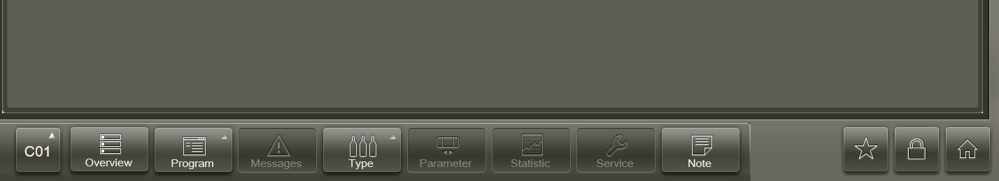 C01
Overview
Program
Messages
Type
Parameter
Statistic
Service
Note